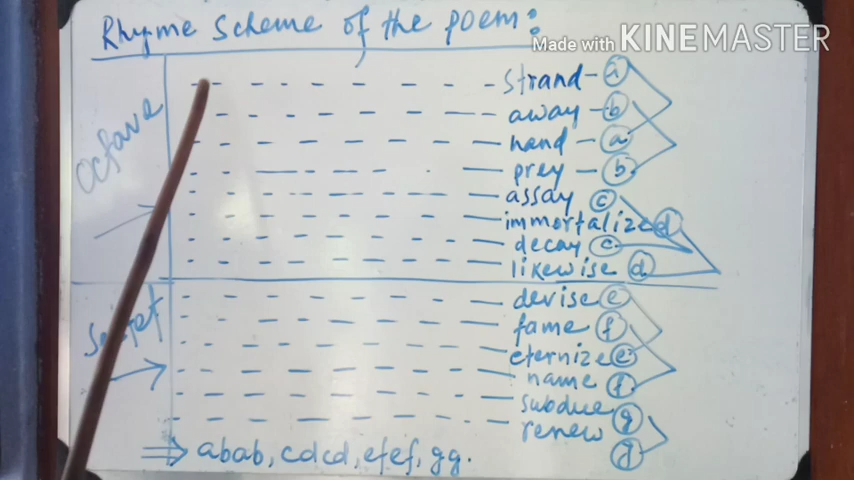 Rhyme Scheme of the poem:
Made with KINEMASTER
Octave
strand - a
away - b
hand - a
prey - b
assay c
immortalize d
decay c
likewise d
devise e
fame f
eternize e
name f
subdue g
renew g
⇒ abab, cdcd, efef, gg.